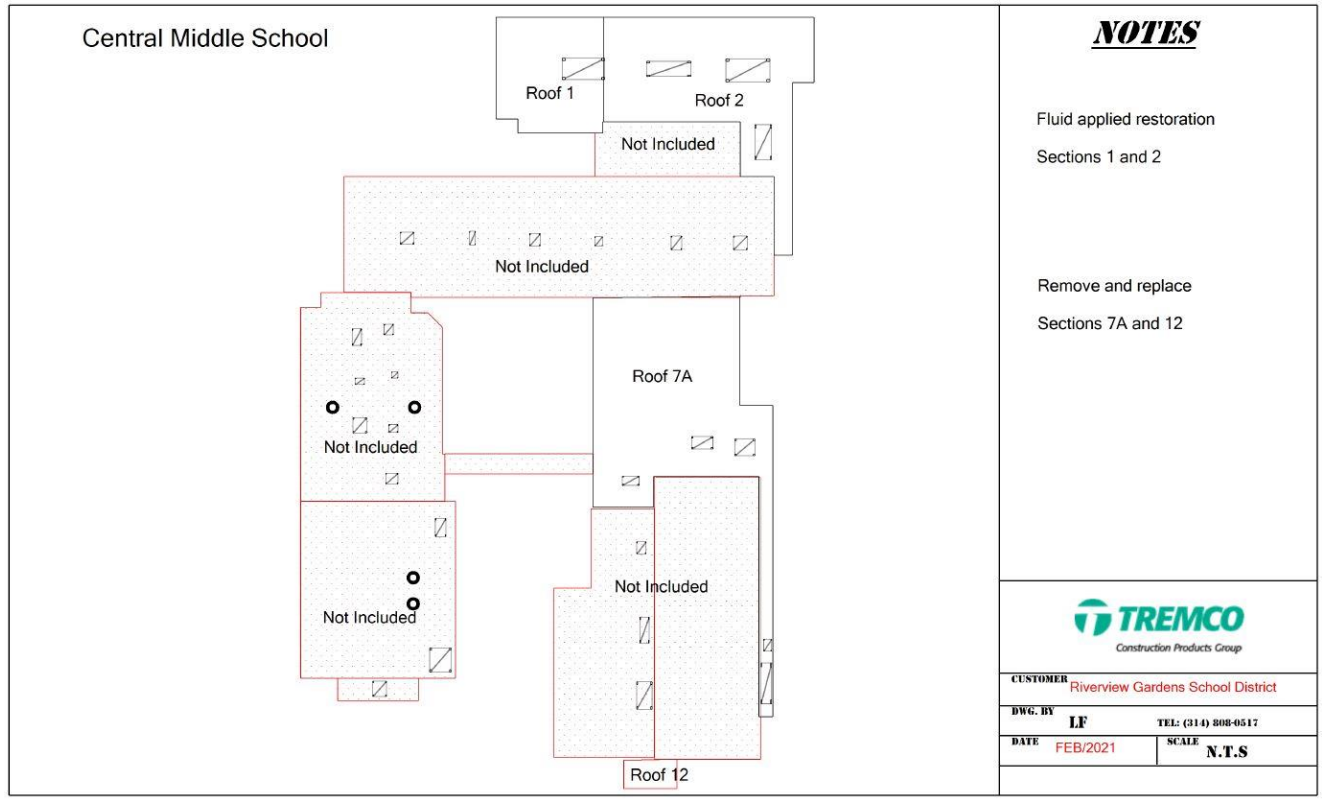 Central Middle School
Roof 1
Roof 2
Not Included
Not Included
Roof 7A
Not Included
Not Included
Not Included
Roof 12
NOTES
Fluid applied restoration
Sections 1 and 2
Remove and replace
Sections 7A and 12
TREMCO
Construction Products Group
CUSTOMER Riverview Gardens School District
DWG. BY LF TEL: (314) 808-0517
DATE FEB/2021 SCALE N.T.S